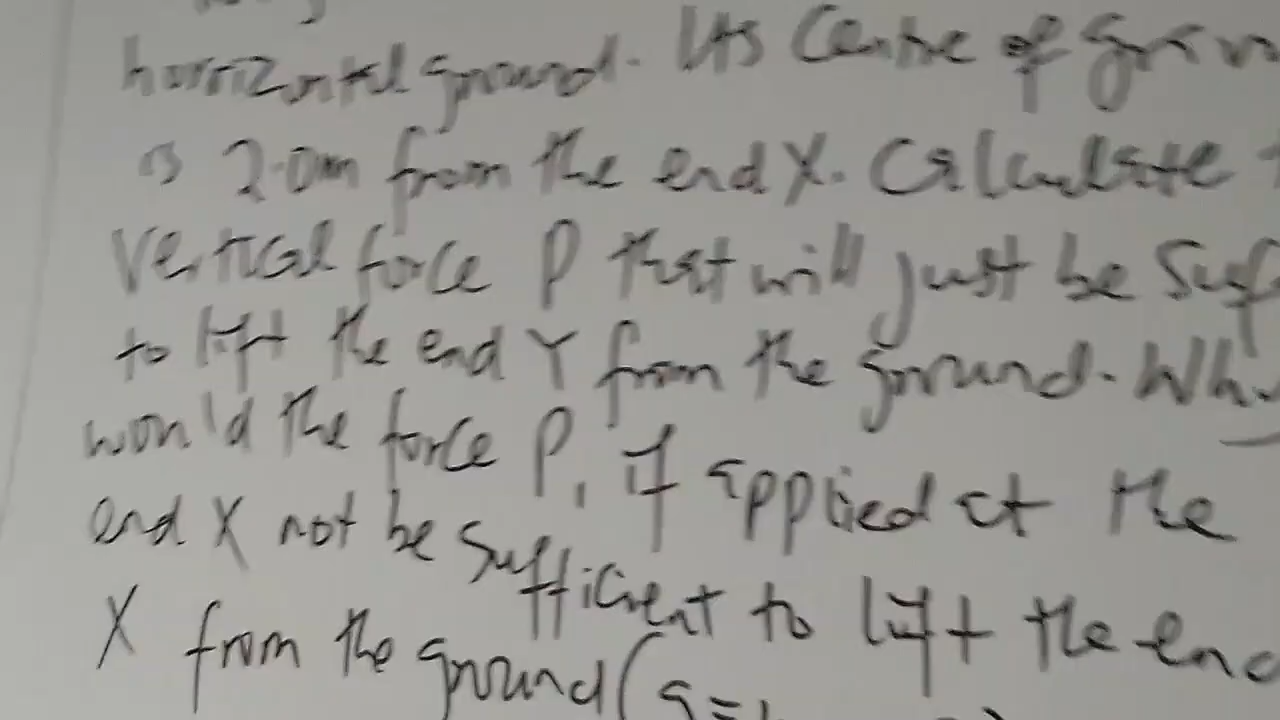 horizontal ground. Its Centre of
is 2.0m from the end X. Calculate
Vertical force P that will just be
to lift the end Y from the ground. Why
would the force P, if applied at the
end X not be sufficient to lift the end
X from the ground (g=